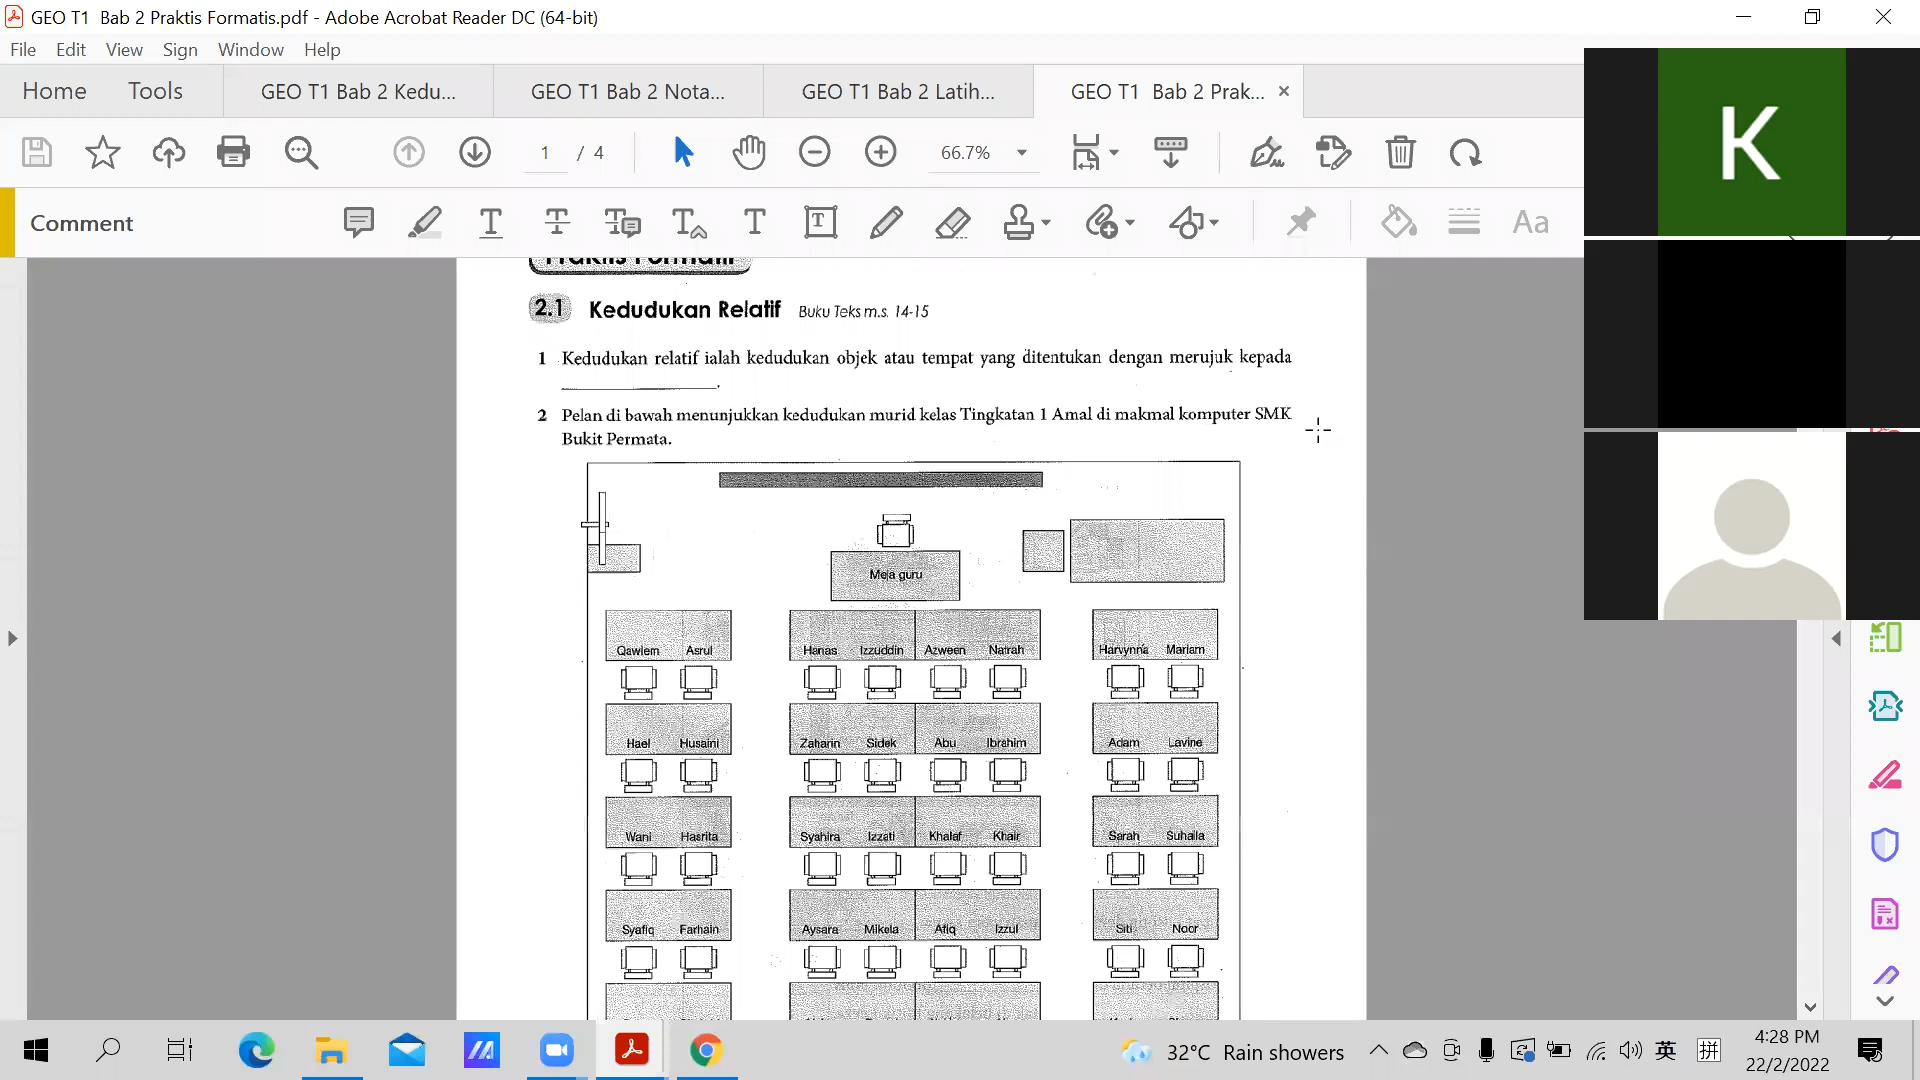 GEO T1 Bab 2 Praktis Formatis.pdf - Adobe Acrobat Reader DC (64-bit)
File Edit View Sign Window Help
Home Tools GEO T1 Bab 2 Kedu... GEO T1 Bab 2 Nota... GEO T1 Bab 2 Latih... GEO T1 Bab 2 Prak... ×
1 / 4 66.7%
Comment
Aa
K
Praktis Formatif
2.1 Kedudukan Relatif Buku Teks m.s. 14-15
1 Kedudukan relatif ialah kedudukan objek atau tempat yang ditentukan dengan merujuk kepada
.
2 Pelan di bawah menunjukkan kedudukan murid kelas Tingkatan 1 Amal di makmal komputer SMK
Bukit Permata.
Meja guru
Qawiem Asrul Hanas Izzuddin Azween Natrah Harvynna Mariam
Hael Husaini Zaharin Sidek Abu Ibrahim Adam Lavine
Wani Hasrita Syahira Izzati Khalaf Khair Sarah Suhaila
Syafiq Farhain Aysara Mikela Afiq Izzul Siti Noor
32°C Rain showers 英 拼 4:28 PM
22/2/2022